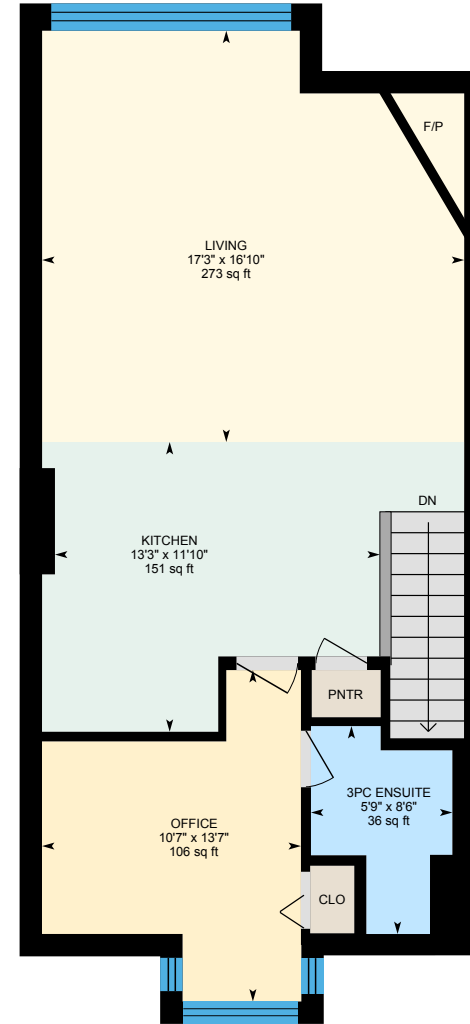 F/P
LIVING
17'3" x 16'10"
273 sq ft
DN
KITCHEN
13'3" x 11'10"
151 sq ft
PNTR
3PC ENSUITE
5'9" x 8'6"
36 sq ft
OFFICE
10'7" x 13'7"
106 sq ft
CLO